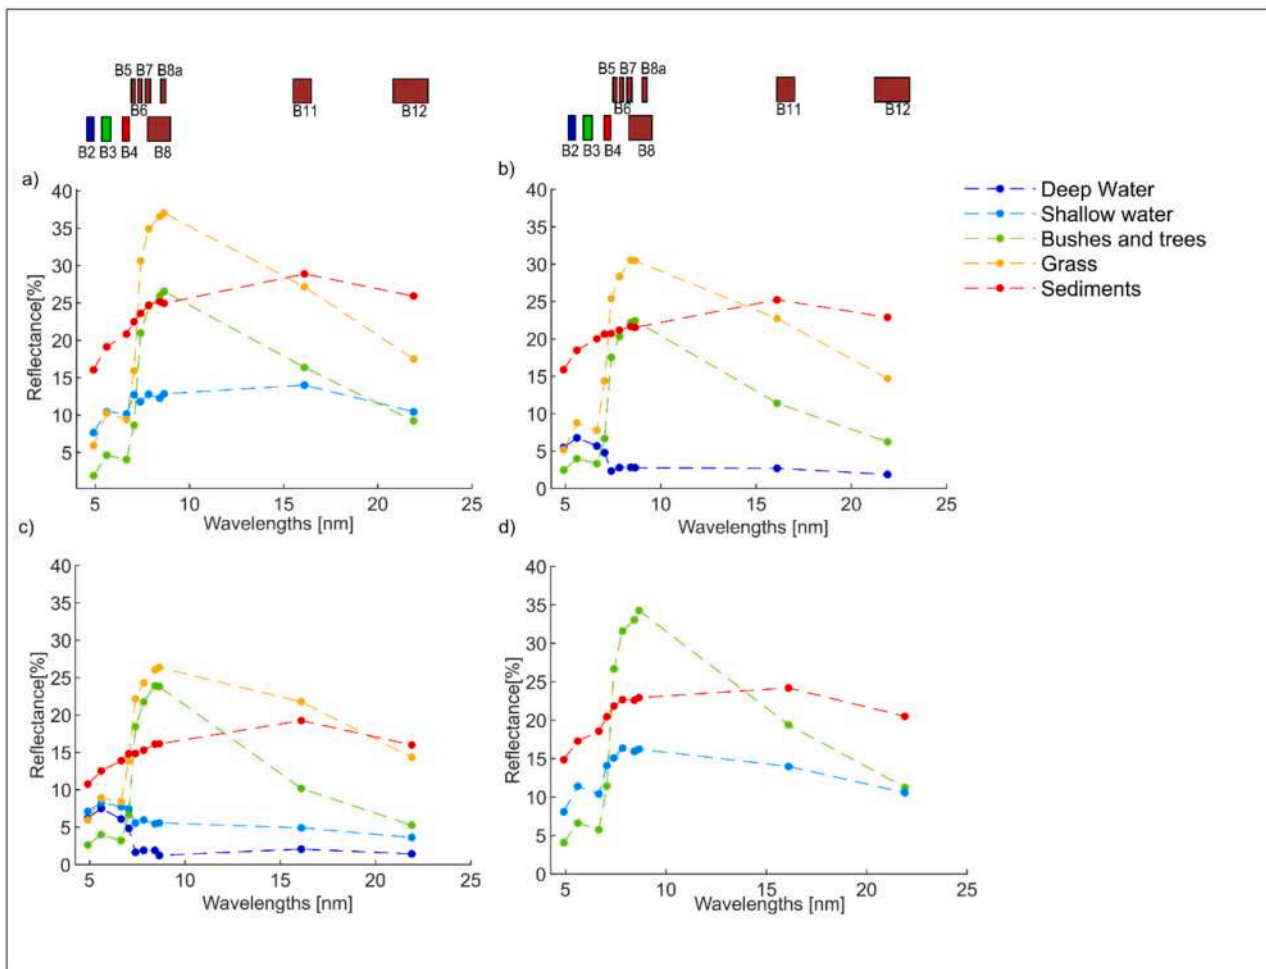 B5 B7 B8a
B6
B11
B12
B2 B3 B4 B8
B5 B7 B8a
B6
B11
B12
B2 B3 B4 B8
a)
40
35
30
25
20
15
10
5
Reflectance[%]
5 10 15 20 25
Wavelengths [nm]
b)
40
35
30
25
20
15
10
5
0
Reflectance[%]
5 10 15 20 25
Wavelengths [nm]
Deep Water
Shallow water
Bushes and trees
Grass
Sediments
c)
40
35
30
25
20
15
10
5
0
Reflectance[%]
5 10 15 20 25
Wavelengths [nm]
d)
40
35
30
25
20
15
10
5
0
Reflectance[%]
5 10 15 20 25
Wavelengths [nm]